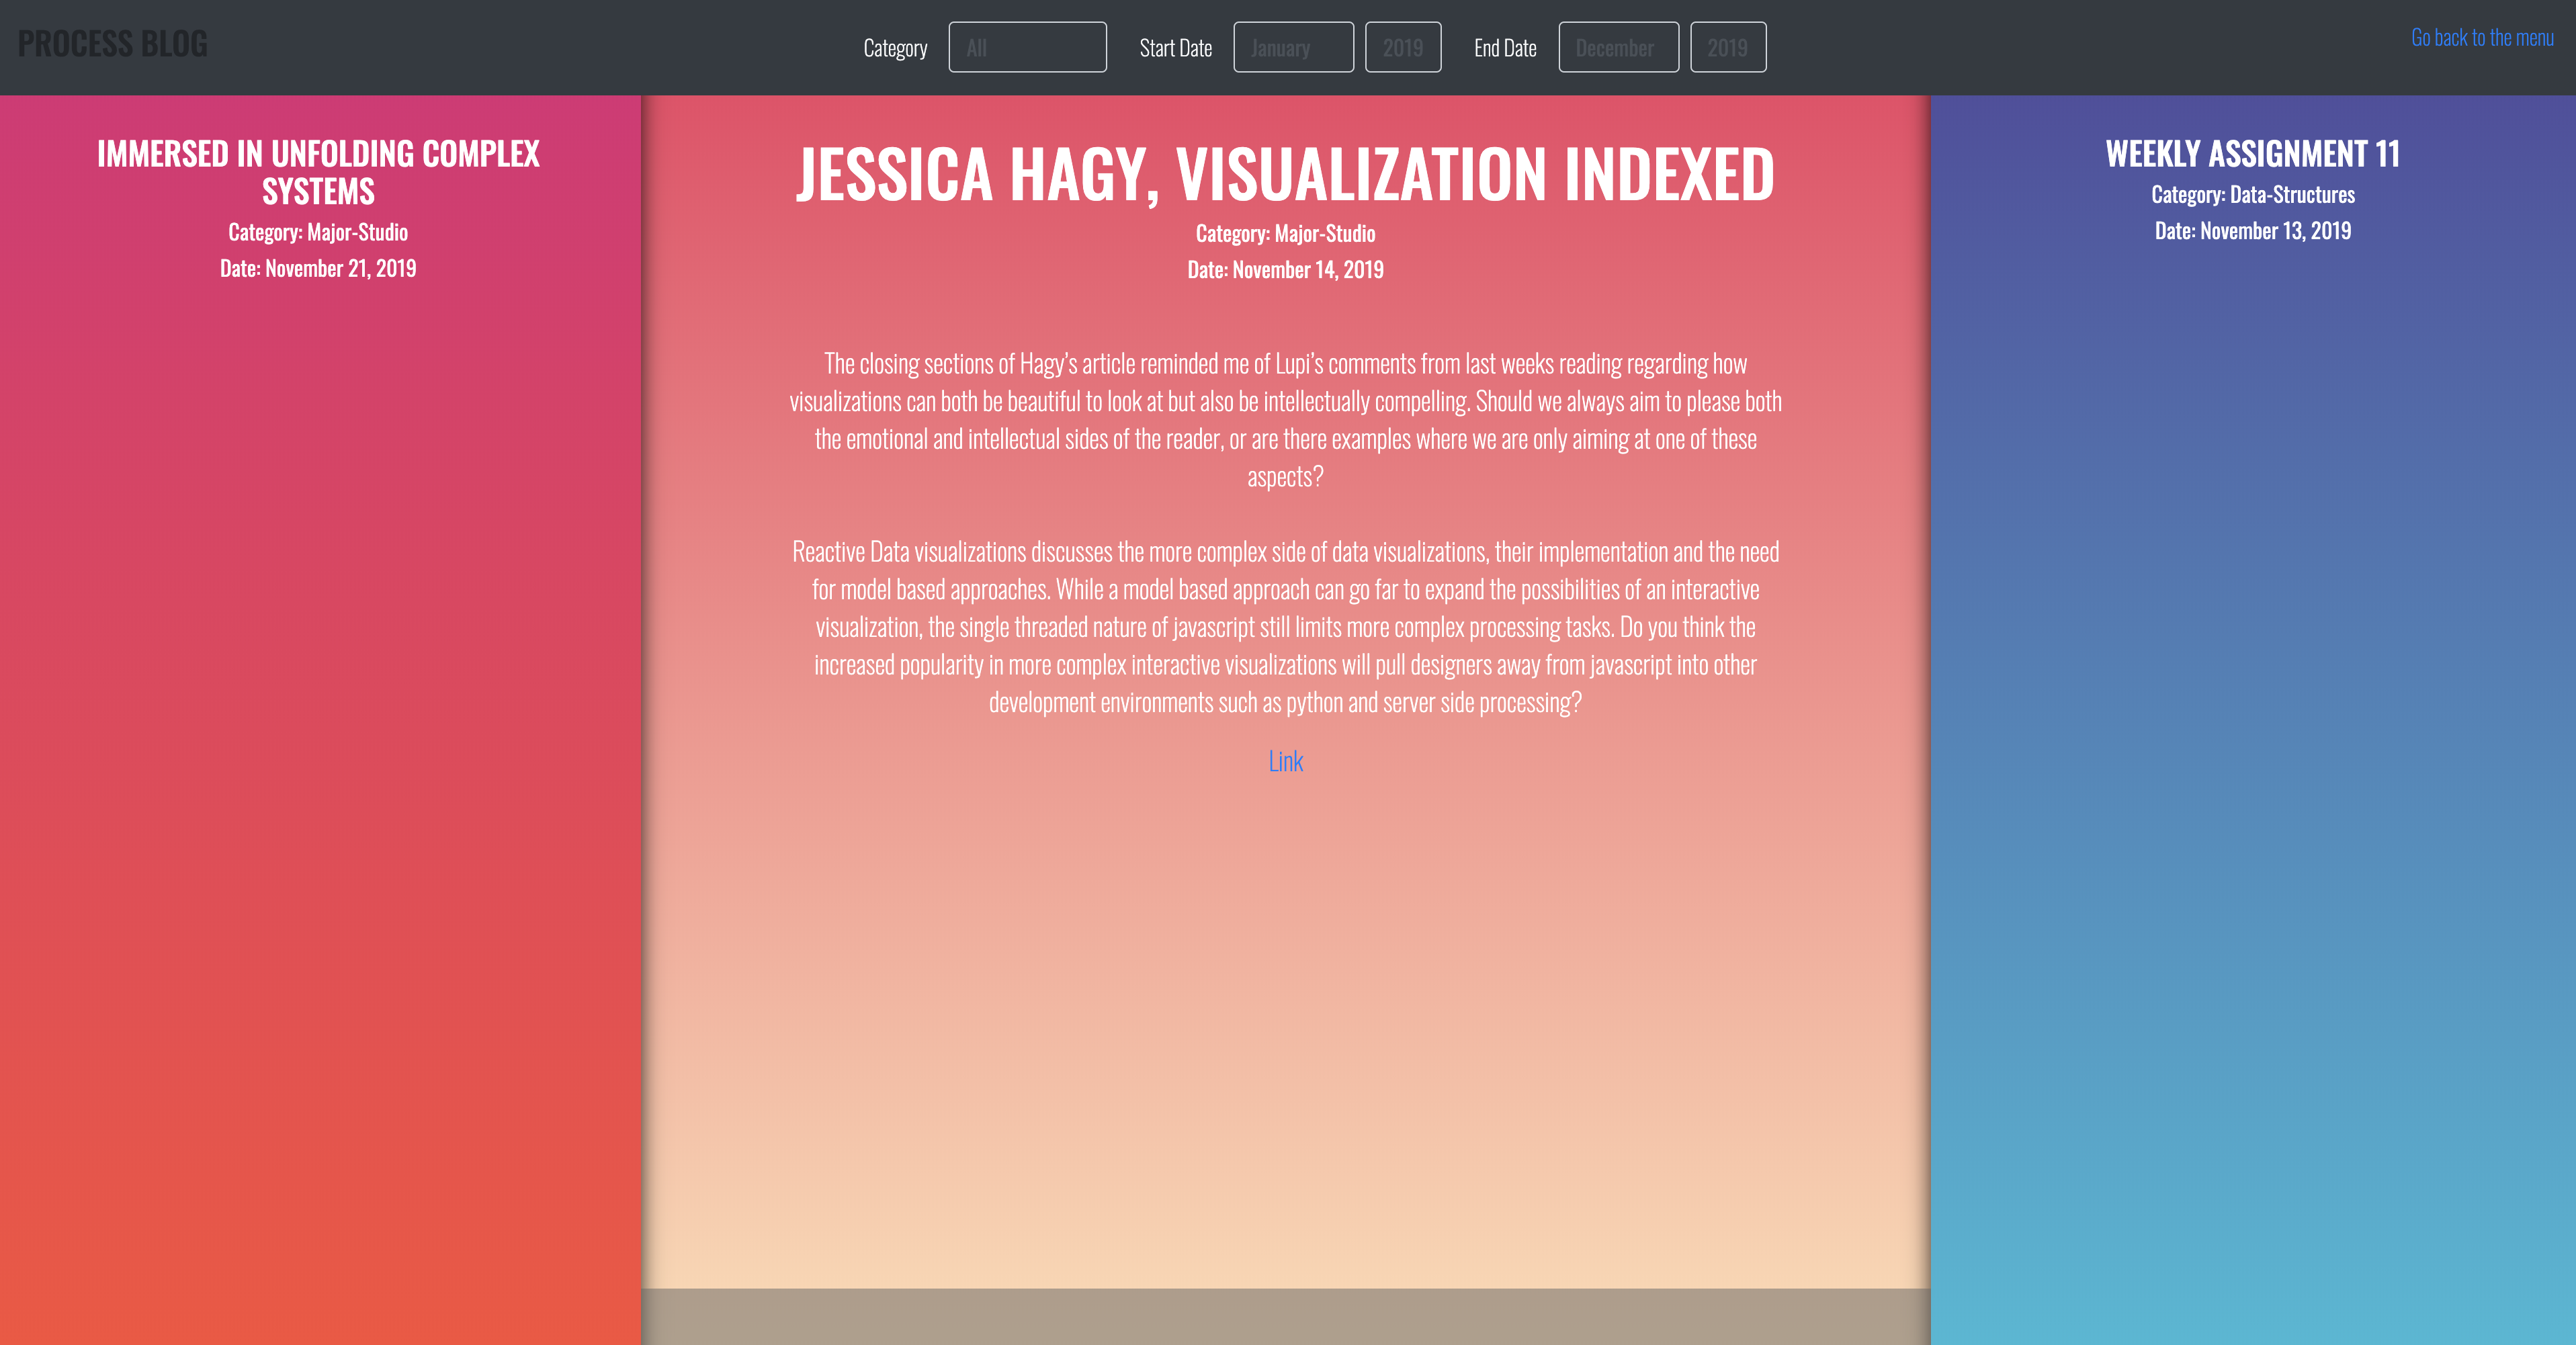 PROCESS BLOG
Category All Start Date January 2019 End Date December 2019
Go back to the menu
IMMERSED IN UNFOLDING COMPLEX
SYSTEMS
Category: Major-Studio
Date: November 21, 2019
JESSICA HAGY, VISUALIZATION INDEXED
Category: Major-Studio
Date: November 14, 2019
The closing sections of Hagy's article reminded me of Lupi's comments from last weeks reading regarding how
visualizations can both be beautiful to look at but also be intellectually compelling. Should we always aim to please both
the emotional and intellectual sides of the reader, or are there examples where we are only aiming at one of these
aspects?
Reactive Data visualizations discusses the more complex side of data visualizations, their implementation and the need
for model based approaches. While a model based approach can go far to expand the possibilities of an interactive
visualization, the single threaded nature of javascript still limits more complex processing tasks. Do you think the
increased popularity in more complex interactive visualizations will pull designers away from javascript into other
development environments such as python and server side processing?
Link
WEEKLY ASSIGNMENT 11
Category: Data-Structures
Date: November 13, 2019